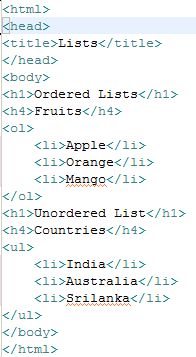 <html>
<head>
<title>Lists</title>
</head>
<body>
<h1>Ordered Lists</h1>
<h4>Fruits</h4>
<ol>
<li>Apple</li>
<li>Orange</li>
<li>Mango</li>
</ol>
<h1>Unordered List</h1>
<h4>Countries</h4>
<ul>
<li>India</li>
<li>Australia</li>
<li>Srilanka</li>
</ul>
</body>
</html>